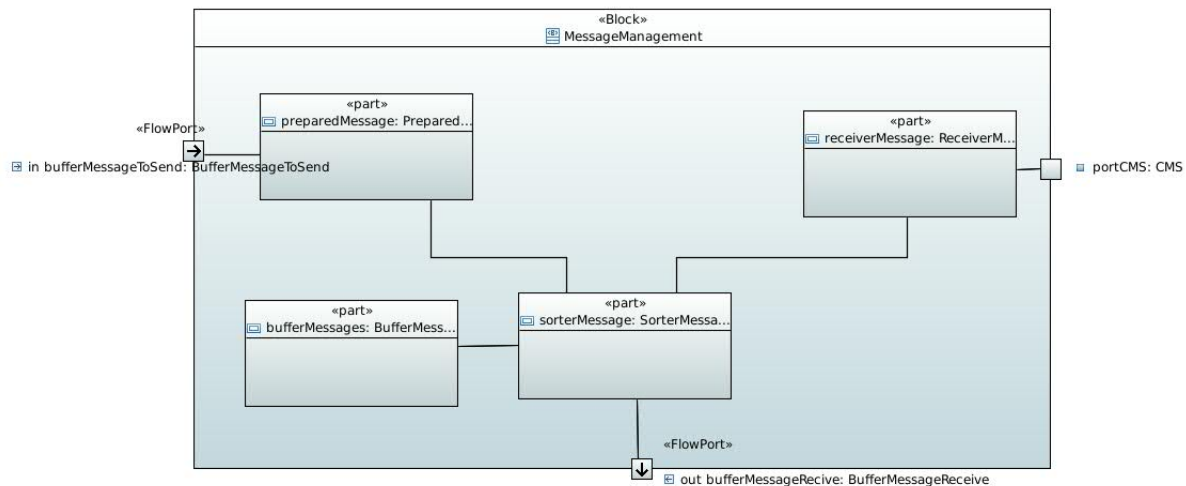 «Block»
MessageManagement
«part»
preparedMessage: Prepared...
«part»
receiverMessage: ReceiverM...
«FlowPort»
in bufferMessageToSend: BufferMessageToSend
portCMS: CMS
«part»
bufferMessages: BufferMess...
«part»
sorterMessage: SorterMessa...
«FlowPort»
out bufferMessageRecive: BufferMessageReceive